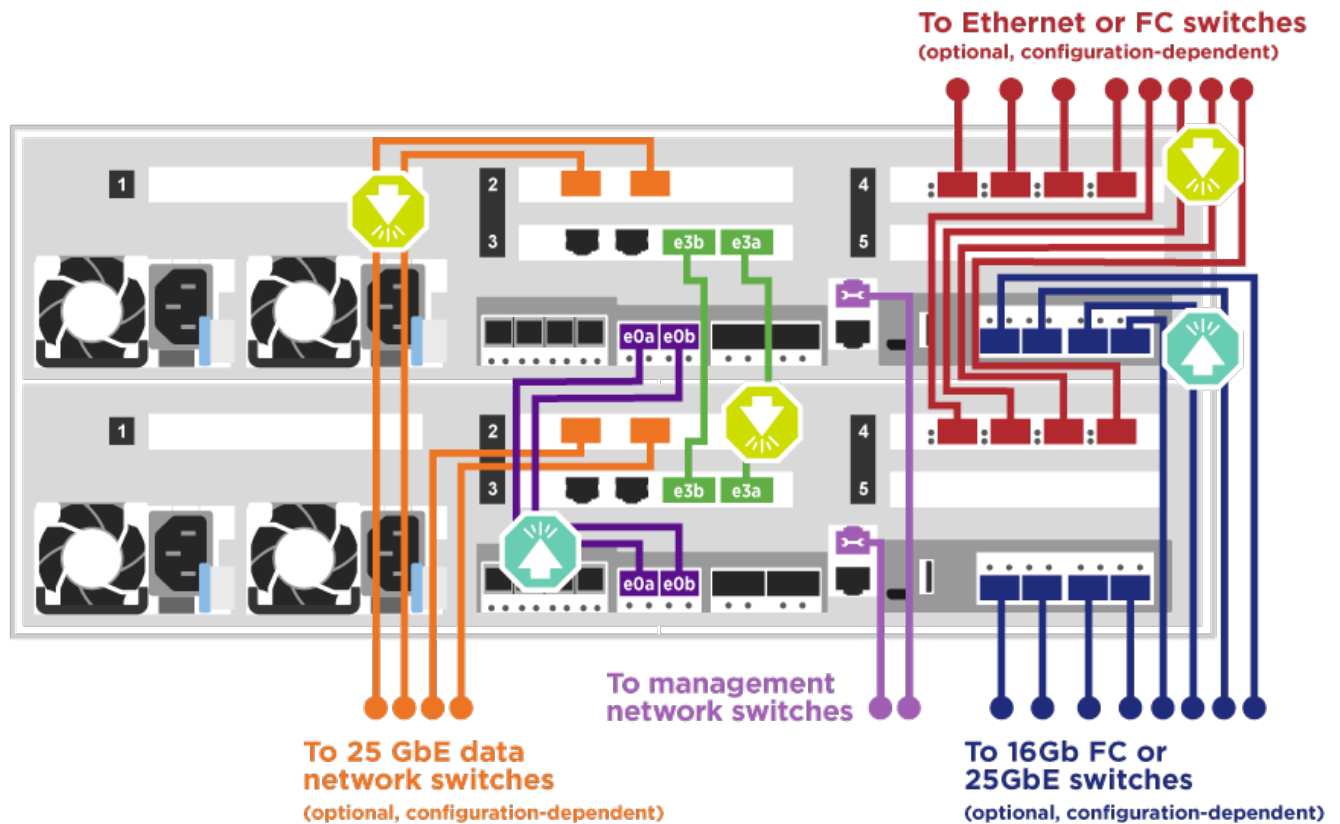 To Ethernet or FC switches
(optional, configuration-dependent)
1
2
4
3
e3b
e3a
5
e0a
e0b
1
2
4
3
e3b
e3a
5
e0a
e0b
To management
network switches
To 25 GbE data
network switches
(optional, configuration-dependent)
To 16Gb FC or
25GbE switches
(optional, configuration-dependent)